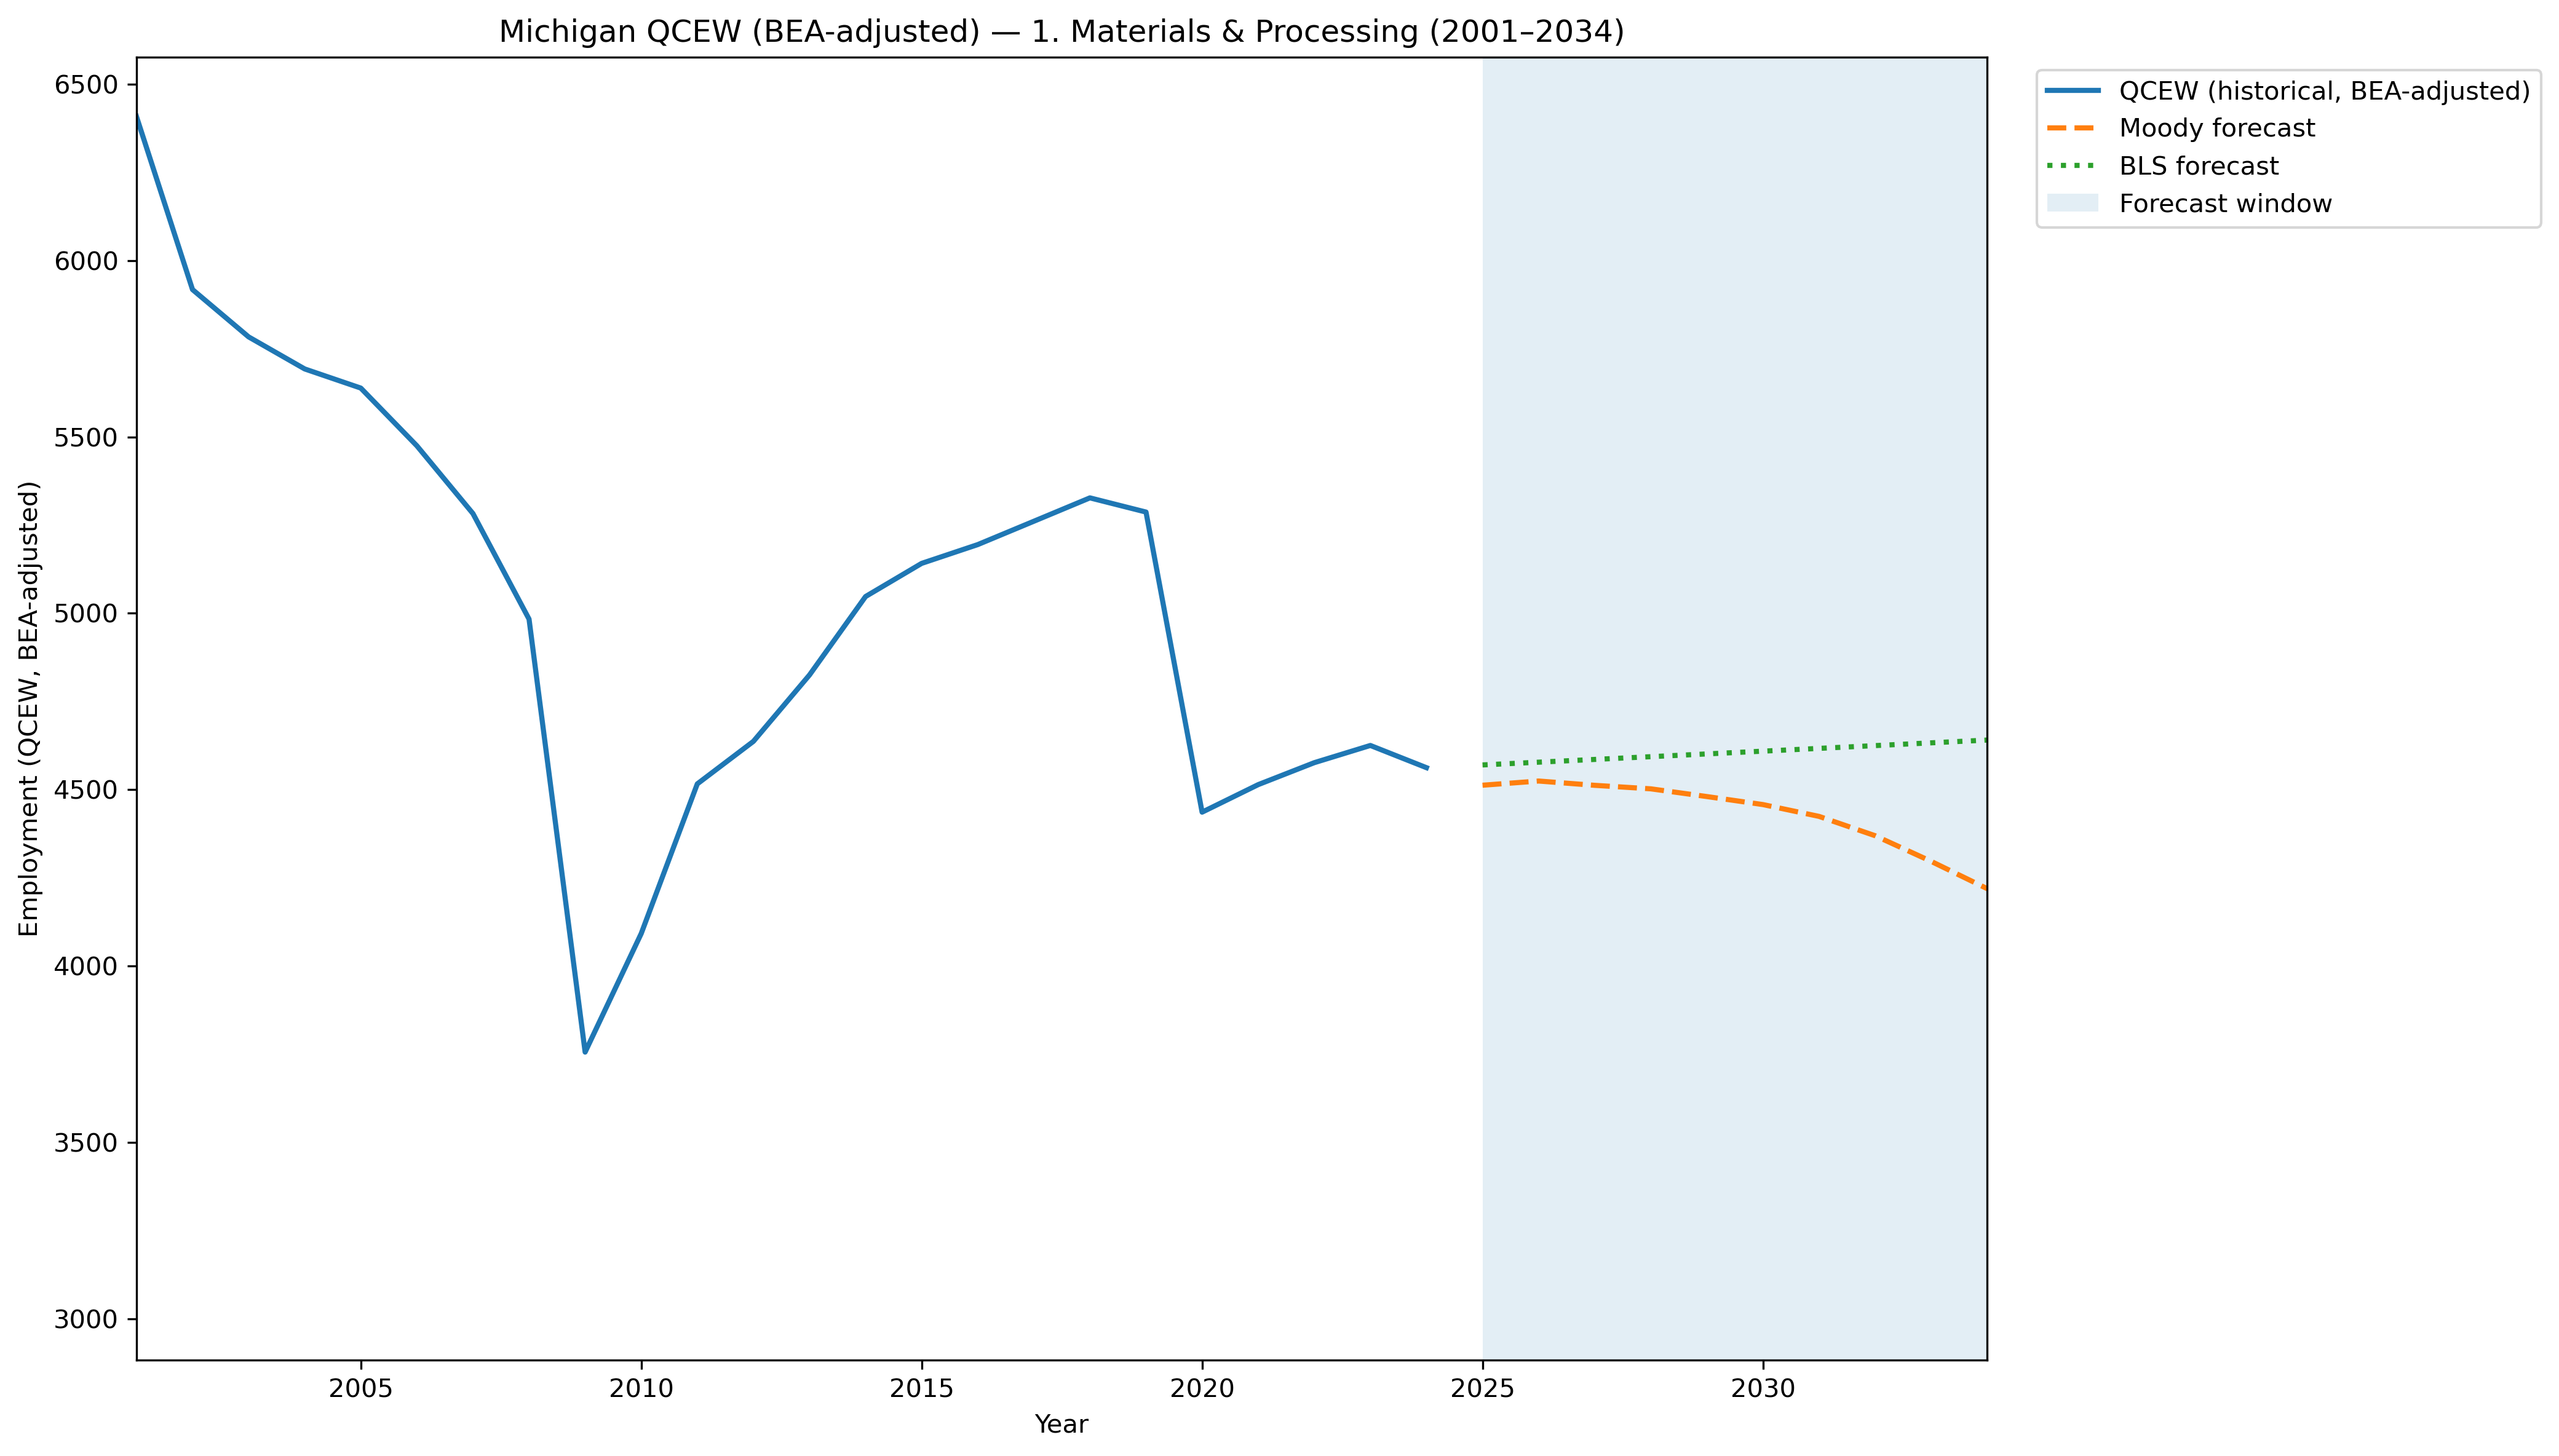 Michigan QCEW (BEA-adjusted) — 1. Materials & Processing (2001–2034)
QCEW (historical, BEA-adjusted)
Moody forecast
BLS forecast
Forecast window
Employment (QCEW, BEA-adjusted)
6500
6000
5500
5000
4500
4000
3500
3000
2005
2010
2015
2020
2025
2030
Year